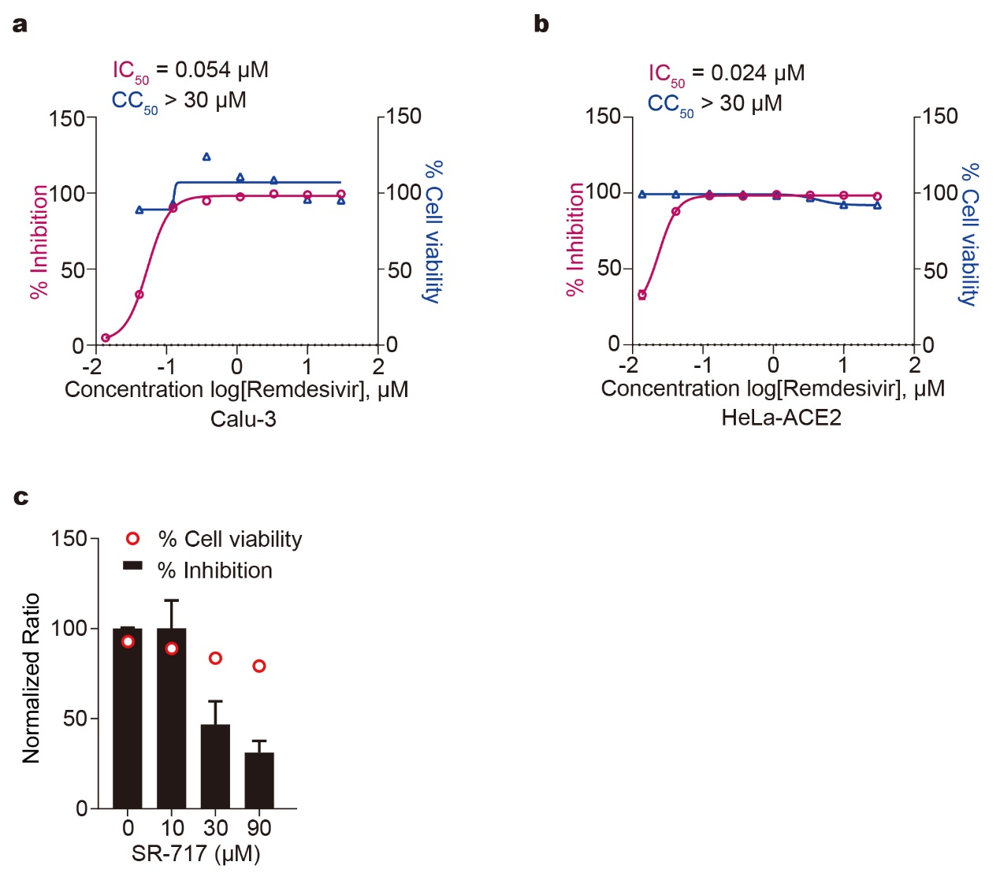 a
IC50 = 0.054 µM
CC50 > 30 µM
150
100
50
0
150
100
50
0
% Inhibition
% Cell viability
-2 -1 0 1 2
Concentration log[Remdesivir], µM
Calu-3
b
IC50 = 0.024 µM
CC50 > 30 µM
150
100
50
0
150
100
50
0
% Inhibition
% Cell viability
-2 -1 0 1 2
Concentration log[Remdesivir], µM
HeLa-ACE2
c
% Cell viability
% Inhibition
150
100
50
0
Normalized Ratio
0 10 30 90
SR-717 (µM)